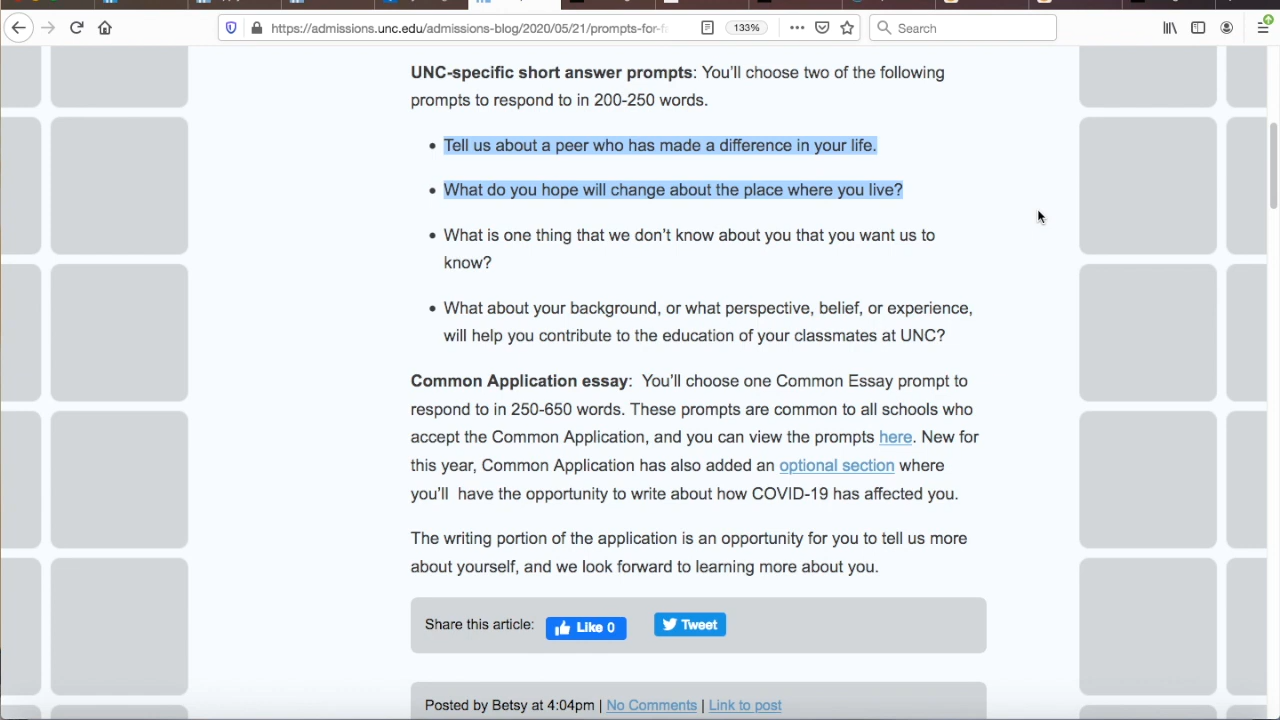 https://admissions.unc.edu/admissions-blog/2020/05/21/prompts-for-f
133%
Search
UNC-specific short answer prompts: You'll choose two of the following
prompts to respond to in 200-250 words.
• Tell us about a peer who has made a difference in your life.
• What do you hope will change about the place where you live?
• What is one thing that we don't know about you that you want us to
know?
• What about your background, or what perspective, belief, or experience,
will help you contribute to the education of your classmates at UNC?
Common Application essay: You'll choose one Common Essay prompt to
respond to in 250-650 words. These prompts are common to all schools who
accept the Common Application, and you can view the prompts here. New for
this year, Common Application has also added an optional section where
you'll have the opportunity to write about how COVID-19 has affected you.
The writing portion of the application is an opportunity for you to tell us more
about yourself, and we look forward to learning more about you.
Share this article:
Like 0
Tweet
Posted by Betsy at 4:04pm | No Comments | Link to post